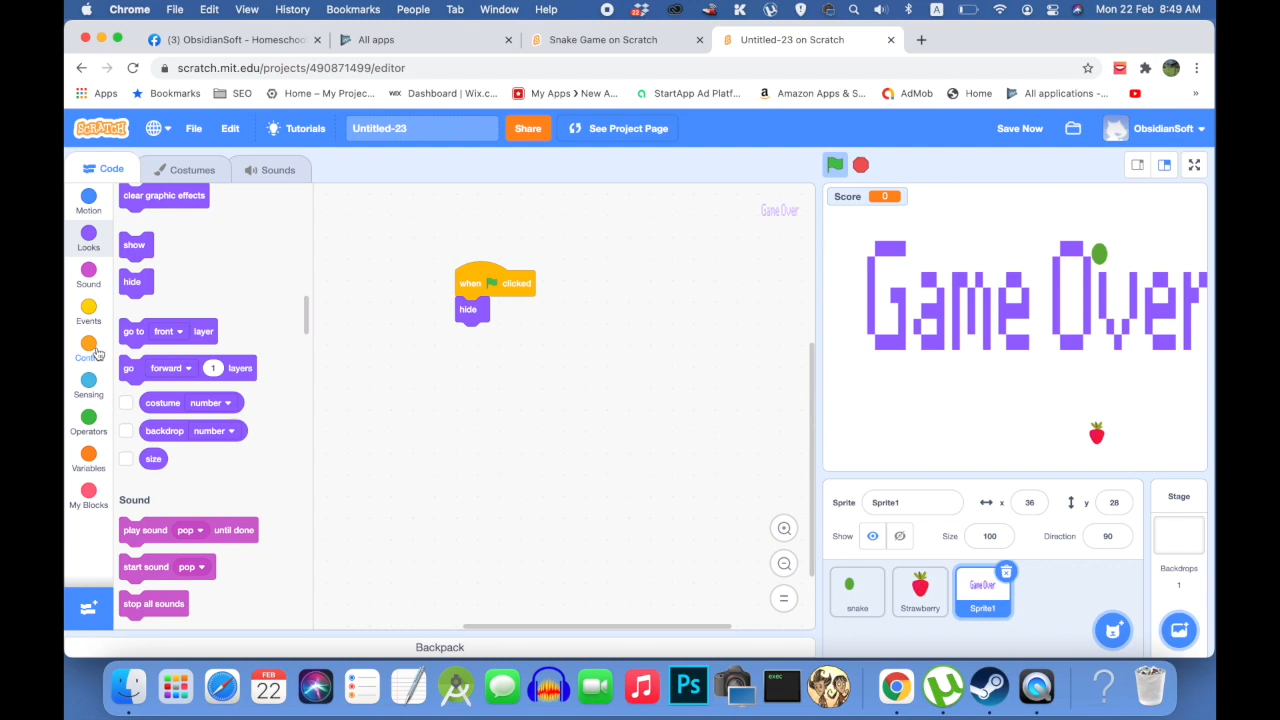 Chrome File Edit View History Bookmarks People Tab Window Help 22 A Mon 22 Feb 8:49 AM
(3) ObsidianSoft - Homeschoo All apps Snake Game on Scratch Untitled-23 on Scratch
scratch.mit.edu/projects/490871499/editor
Apps Bookmarks SEO Home – My Projec... Dashboard | Wix.c... My Apps > New A... StartApp Ad Platf... Amazon Apps & S... AdMob Home All applications -... »
SCRATCH File Edit Tutorials Untitled-23 Share See Project Page Save Now ObsidianSoft
Code Costumes Sounds
Motion
Looks
Sound
Events
Control
Sensing
Operators
Variables
My Blocks
clear graphic effects
show
hide
go to front layer
go forward 1 layers
costume number
backdrop number
size
Sound
play sound pop until done
start sound pop
stop all sounds
Game Over
when clicked
hide
Score 0
Game Over
Sprite Sprite1 x 36 y 28
Show Size 100 Direction 90
snake Strawberry Game Over Sprite1
Stage
Backdrops
1
Backpack
FEB
22
Ps
exec